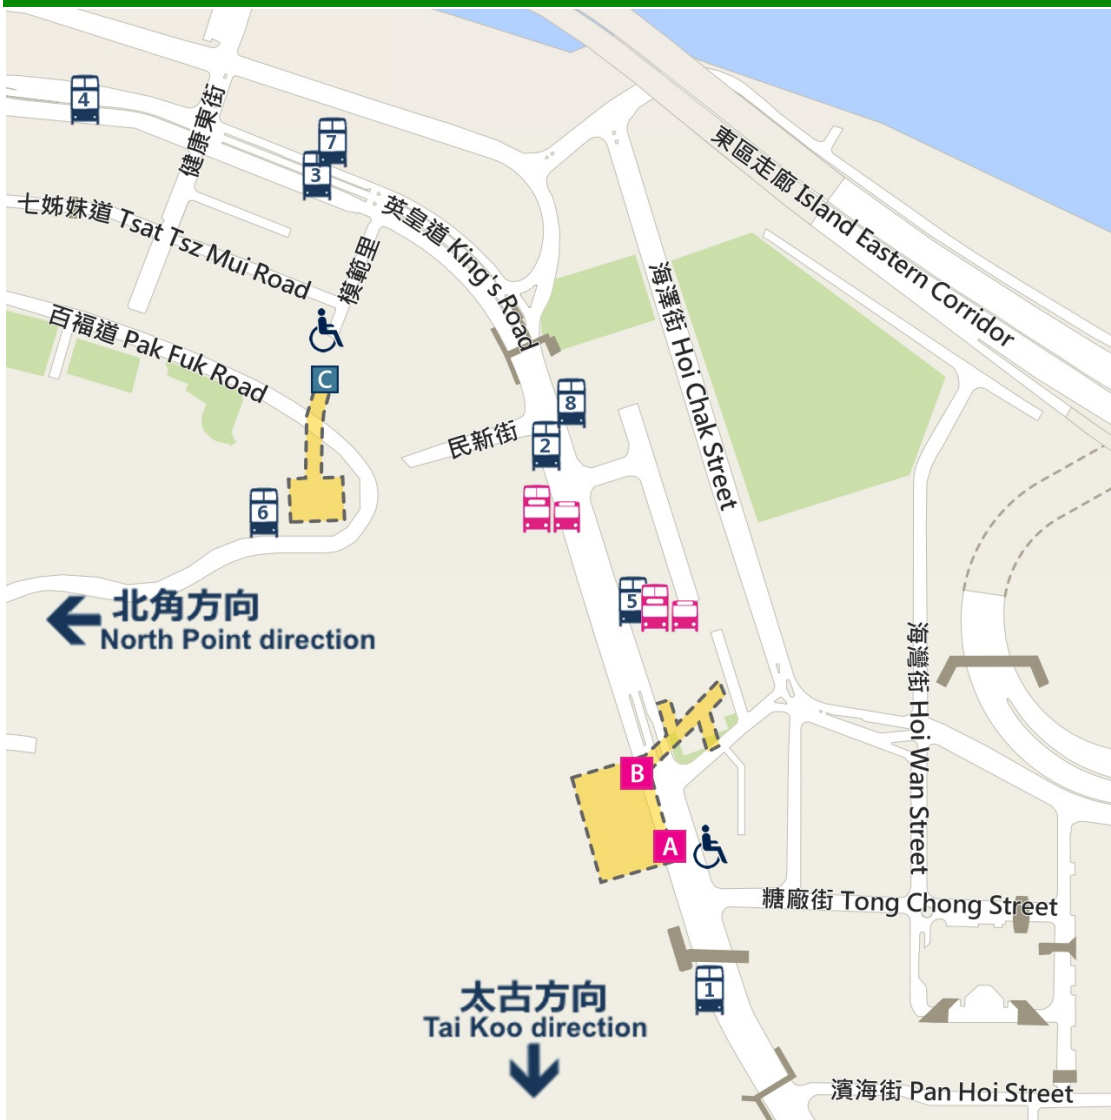 4
健康東街
7
3
七姊妹道 Tsat Tsz Mui Road
英皇道 King's Road
模範里
百福道 Pak Fuk Road
C
東區走廊 Island Eastern Corridor
海澤街 Hoi Chak Street
8
2
民新街
6
5
北角方向
North Point direction
海灣街 Hoi Wan Street
B
A
糖廠街 Tong Chong Street
1
太古方向
Tai Koo direction
濱海街 Pan Hoi Street